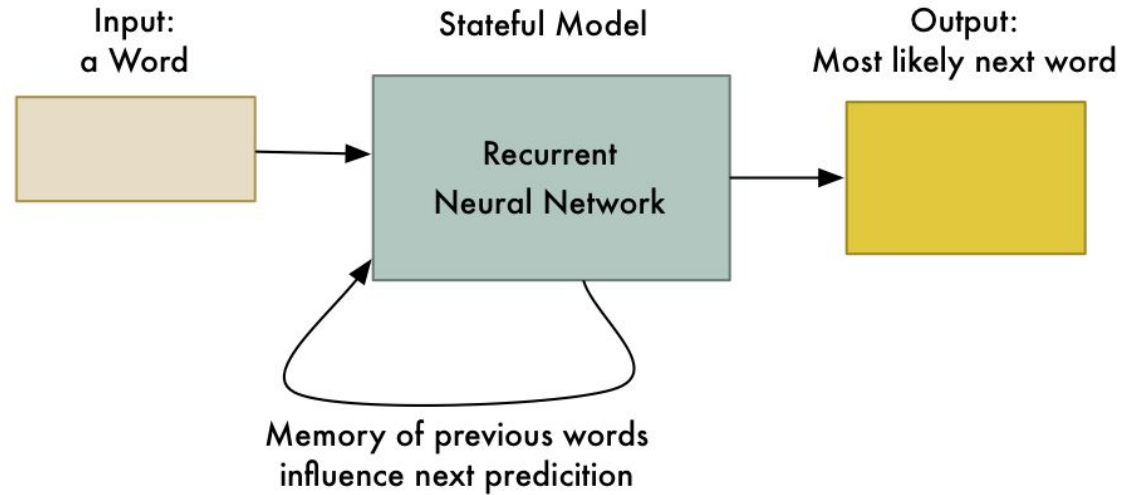 Input:
a Word
Stateful Model
Output:
Most likely next word
Recurrent
Neural Network
Memory of previous words
influence next predicition